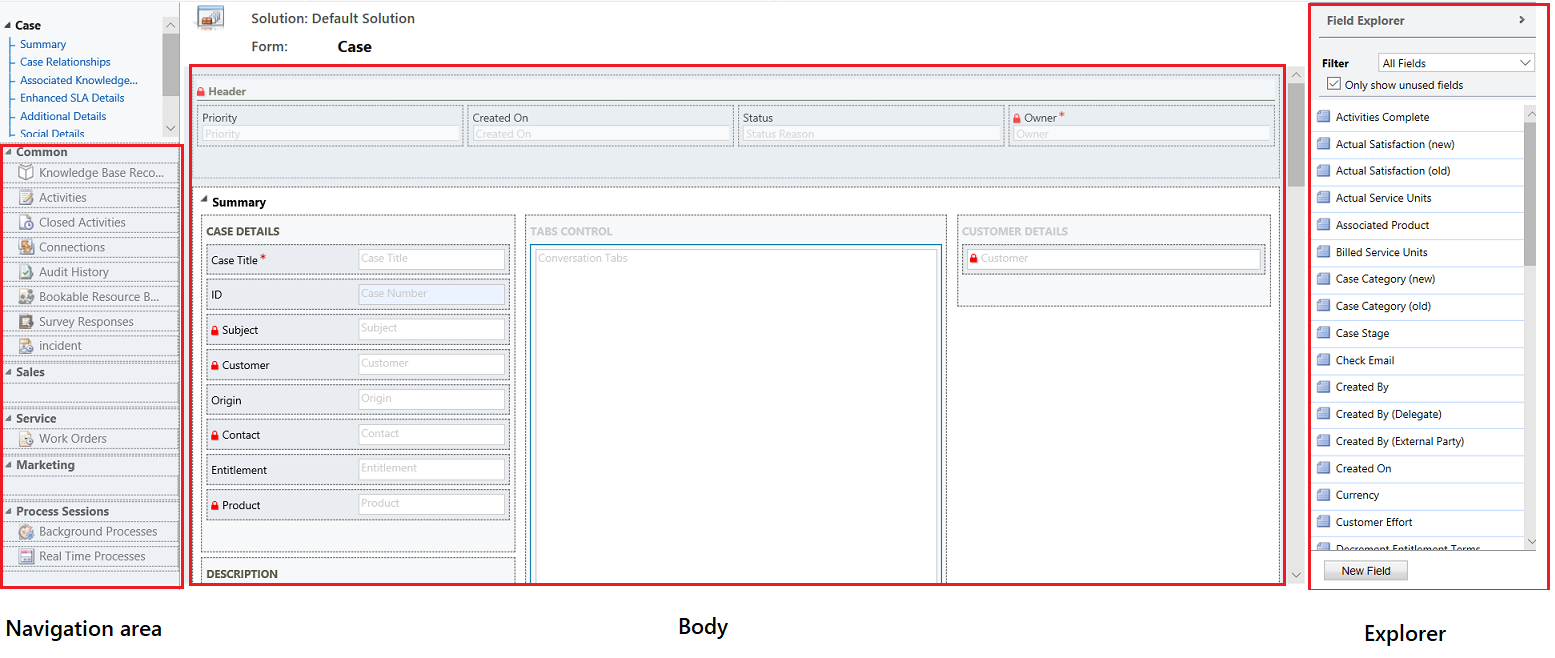 Case
Summary
Case Relationships
Associated Knowledge...
Enhanced SLA Details
Additional Details
Social Details
Common
Knowledge Base Reco...
Activities
Closed Activities
Connections
Audit History
Bookable Resource B...
Survey Responses
incident
Sales
Service
Work Orders
Marketing
Process Sessions
Background Processes
Real Time Processes
Navigation area
Solution: Default Solution
Form: Case
Header
Priority
Priority
Created On
Created On
Status
Status Reason
Owner *
Owner
Summary
CASE DETAILS
Case Title * Case Title
ID Case Number
Subject Subject
Customer Customer
Origin Origin
Contact Contact
Entitlement Entitlement
Product Product
DESCRIPTION
TABS CONTROL
Conversation Tabs
CUSTOMER DETAILS
Customer
Body
Field Explorer
Filter All Fields
Only show unused fields
Activities Complete
Actual Satisfaction (new)
Actual Satisfaction (old)
Actual Service Units
Associated Product
Billed Service Units
Case Category (new)
Case Category (old)
Case Stage
Check Email
Created By
Created By (Delegate)
Created By (External Party)
Created On
Currency
Customer Effort
Decrement Entitlement Terms
New Field
Explorer